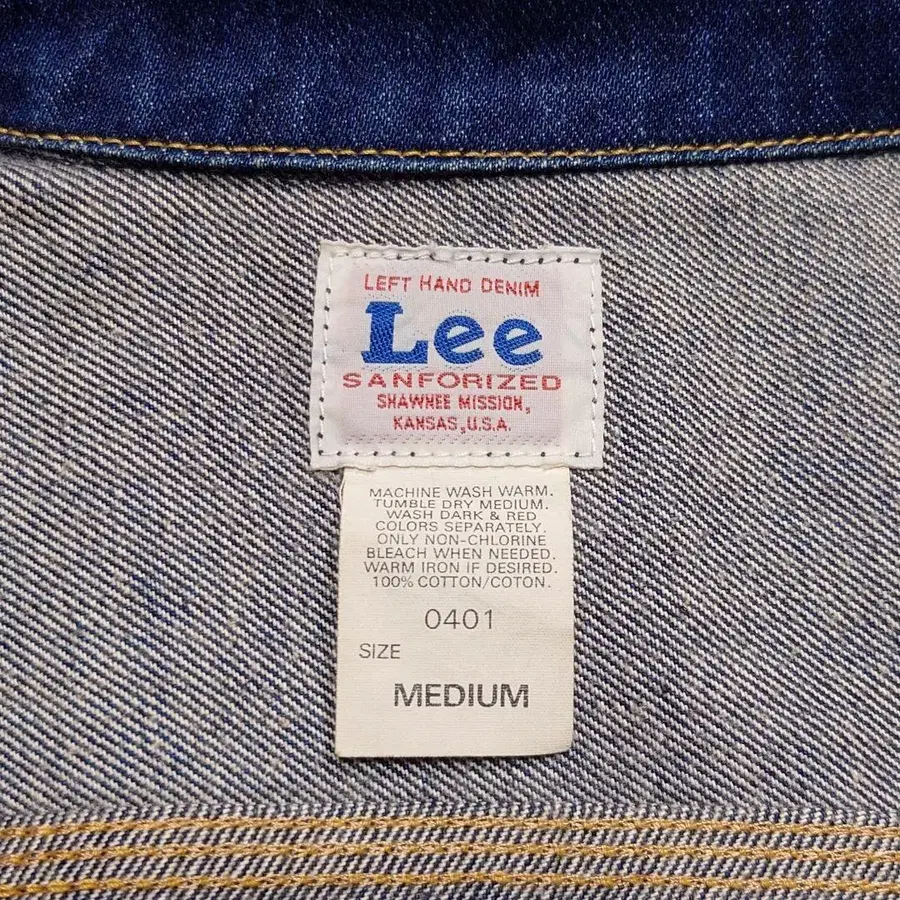 LEFT HAND DENIM
Lee
SANFORIZED
SHAWNEE MISSION,
KANSAS, U.S.A.
MACHINE WASH WARM.
TUMBLE DRY MEDIUM.
WASH DARK & RED
COLORS SEPARATELY.
ONLY NON-CHLORINE
BLEACH WHEN NEEDED.
WARM IRON IF DESIRED.
100% COTTON/COTON.
0401
SIZE
MEDIUM